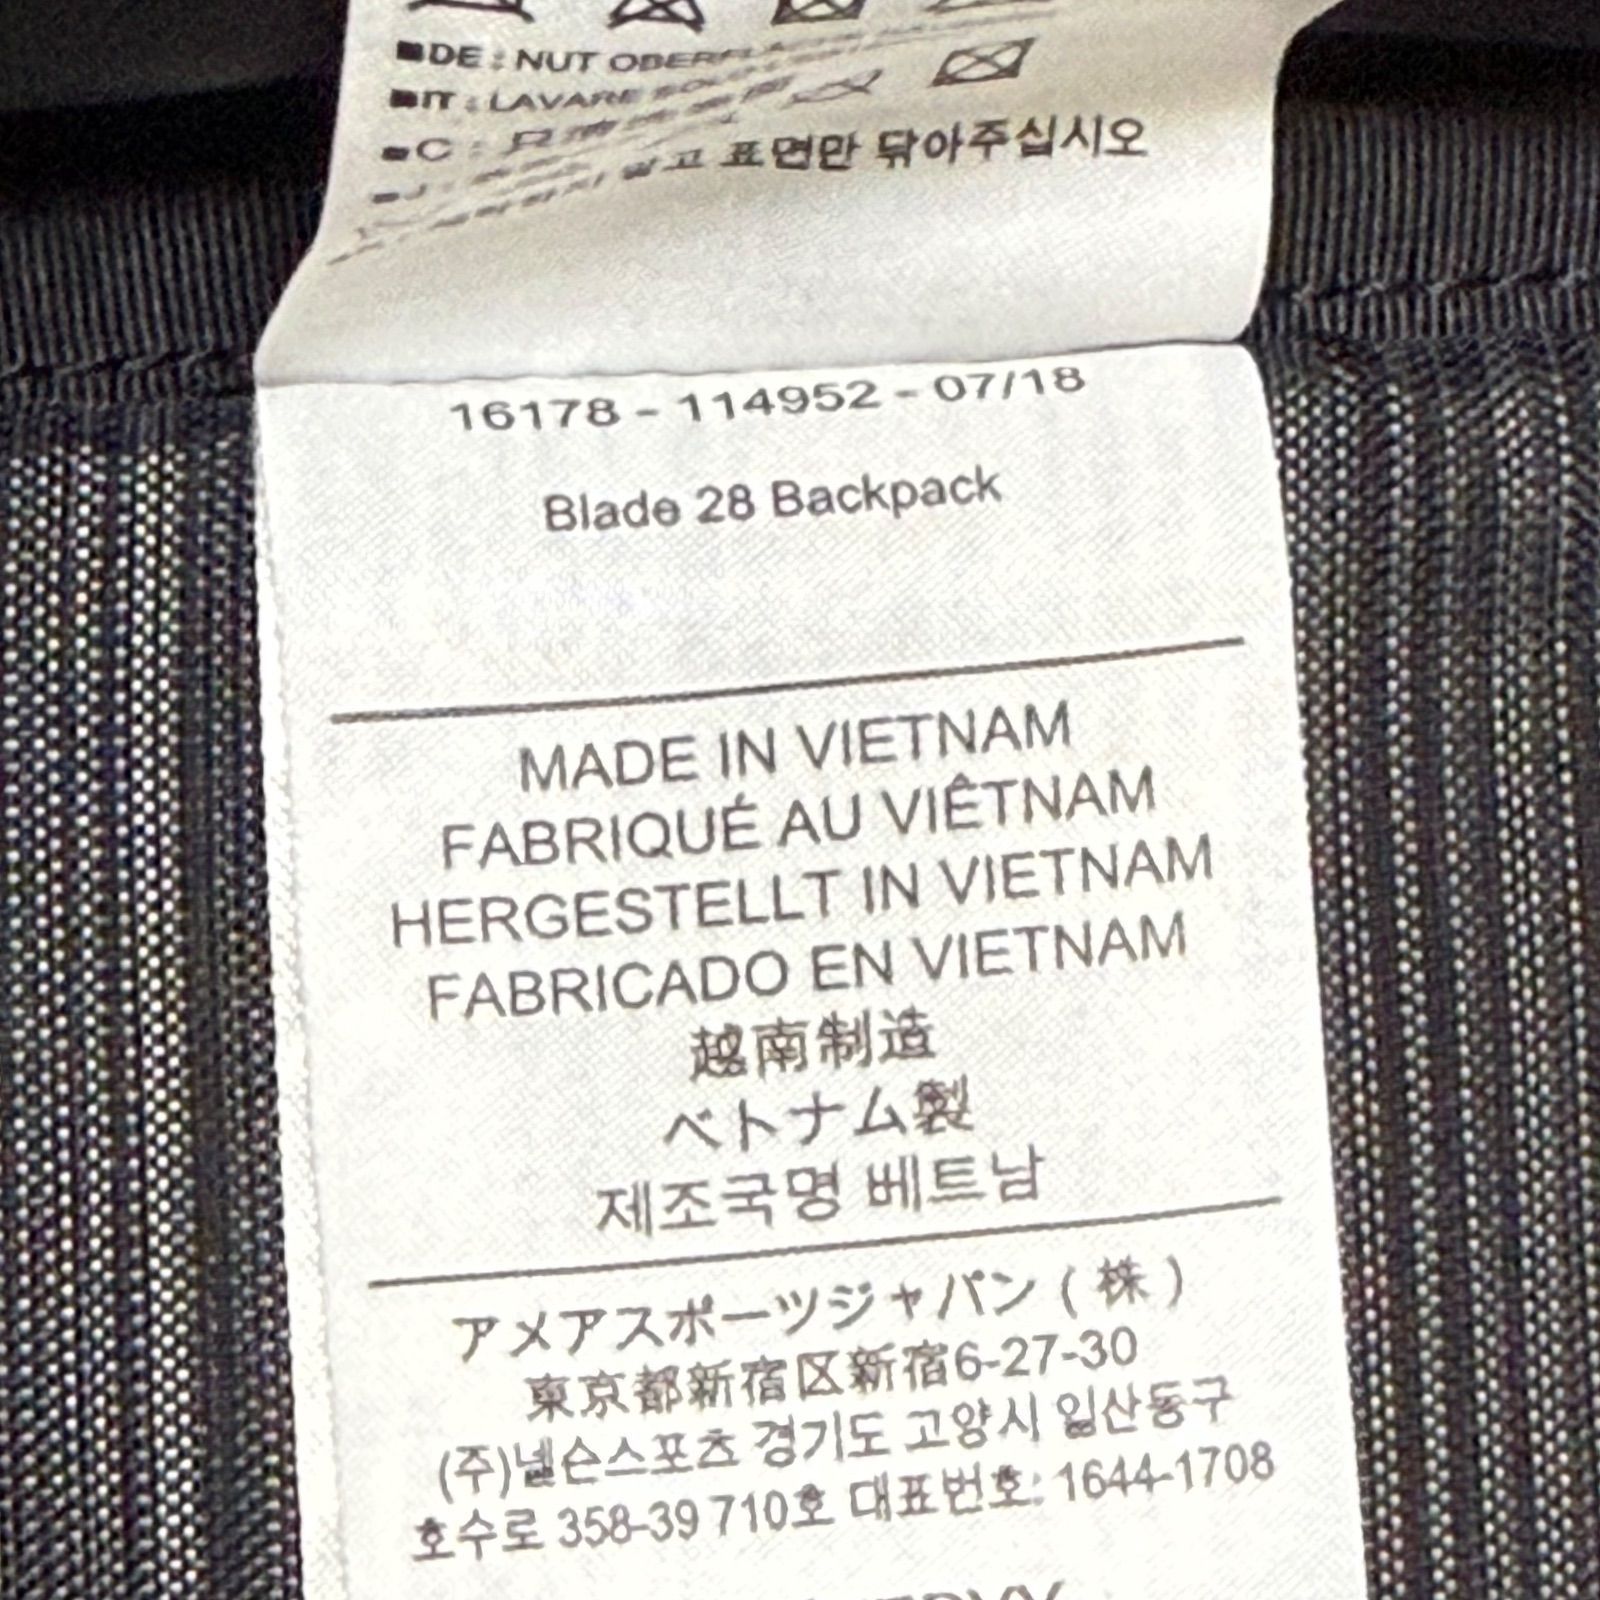 DE : NUT OBERFLÄCHE
IT : LAVARE
C :
표면만 닦아주십시오
16178 - 114952 - 07/18
Blade 28 Backpack
MADE IN VIETNAM
FABRIQUÉ AU VIÊTNAM
HERGESTELLT IN VIETNAM
FABRICADO EN VIETNAM
越南制造
ベトナム製
제조국명 베트남
アメアスポーツジャパン ( 株 )
東京都新宿区新宿6-27-30
(주)넬슨스포츠 경기도 고양시 일산동구
호수로 358-39 710호 대표번호: 1644-1708